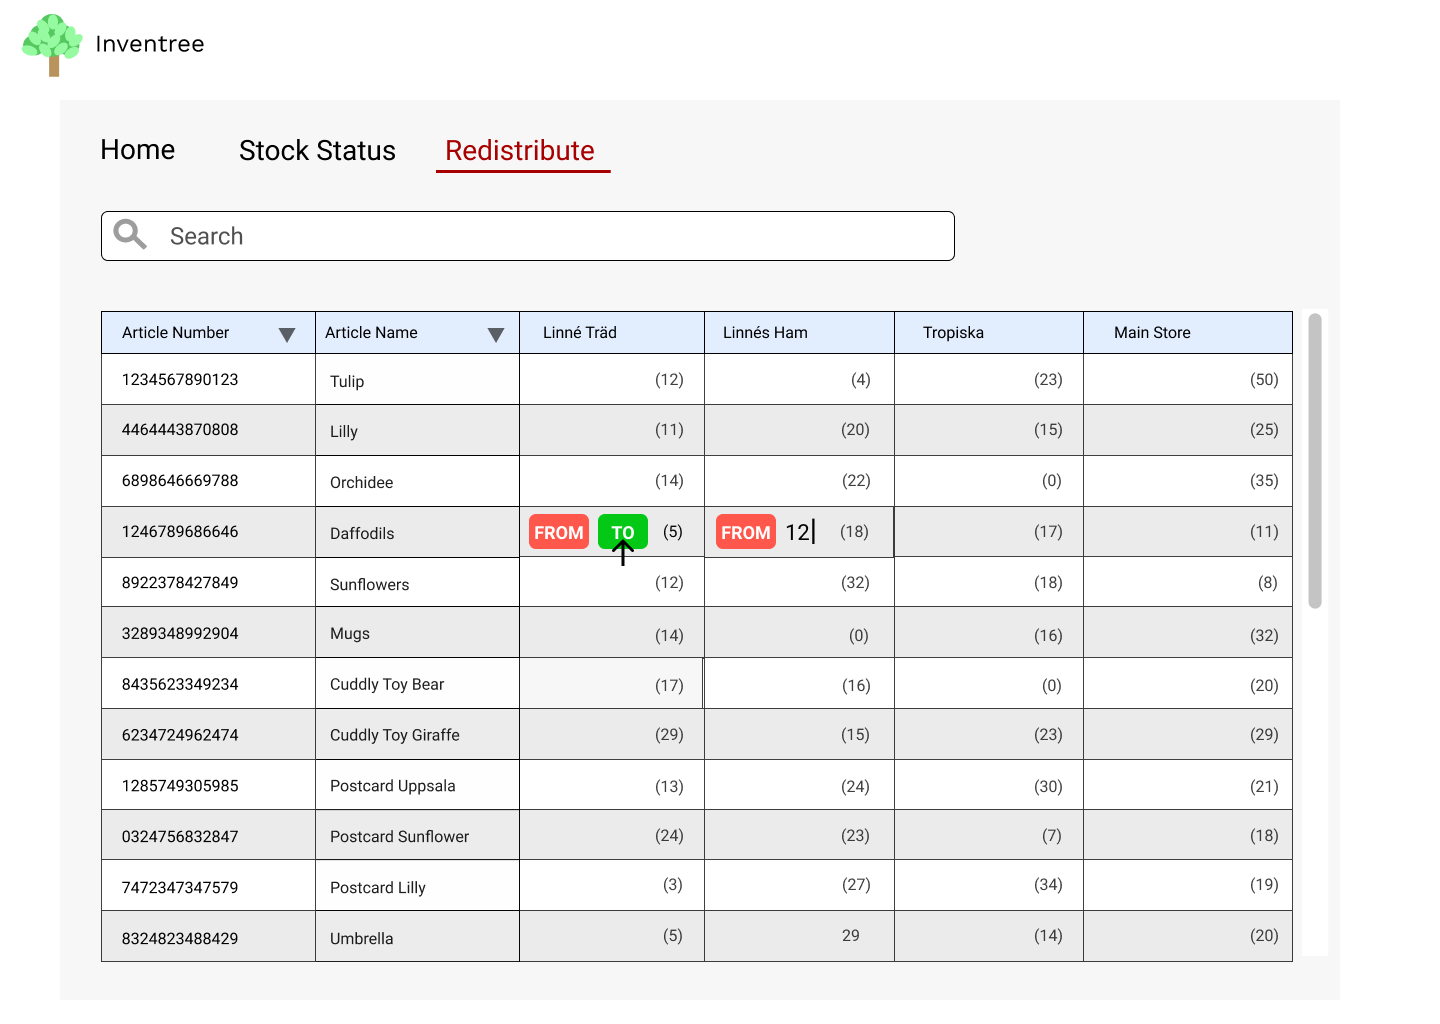 Inventree
Home Stock Status Redistribute
Search
Article Number Article Name Linné Träd Linnés Ham Tropiska Main Store
1234567890123 Tulip (12) (4) (23) (50)
4464443870808 Lilly (11) (20) (15) (25)
6898646669788 Orchidee (14) (22) (0) (35)
1246789686646 Daffodils FROM TO (5) FROM 12 (18) (17) (11)
8922378427849 Sunflowers (12) (32) (18) (8)
3289348992904 Mugs (14) (0) (16) (32)
8435623349234 Cuddly Toy Bear (17) (16) (0) (20)
6234724962474 Cuddly Toy Giraffe (29) (15) (23) (29)
1285749305985 Postcard Uppsala (13) (24) (30) (21)
0324756832847 Postcard Sunflower (24) (23) (7) (18)
7472347347579 Postcard Lilly (3) (27) (34) (19)
8324823488429 Umbrella (5) 29 (14) (20)